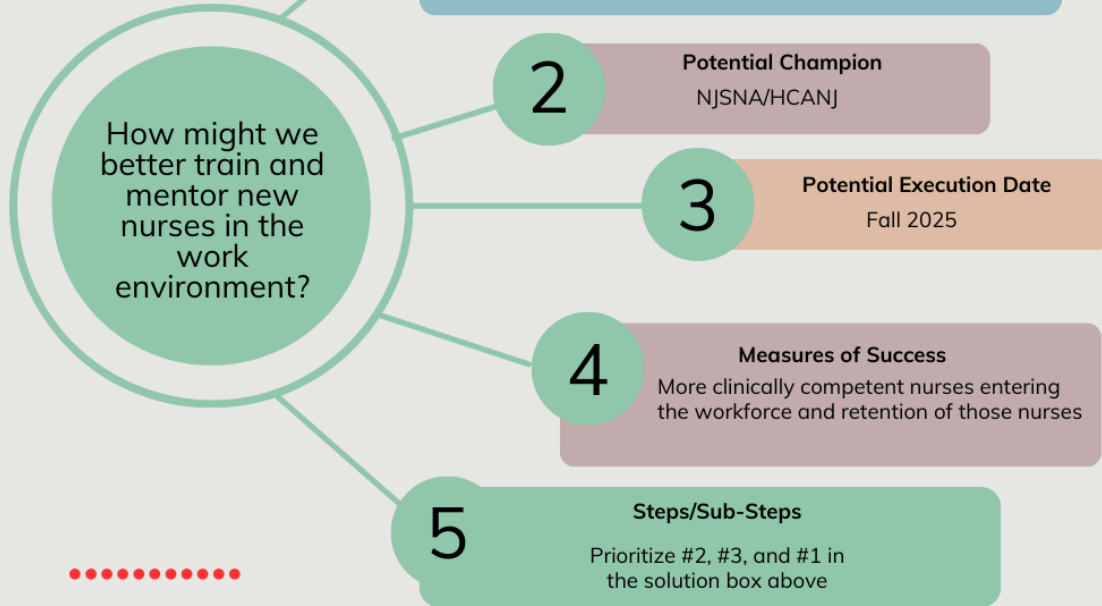 How might we
better train and
mentor new
nurses in the
work
environment?
2
Potential Champion
NJSNA/HCANJ
3
Potential Execution Date
Fall 2025
4
Measures of Success
More clinically competent nurses entering
the workforce and retention of those nurses
5
Steps/Sub-Steps
Prioritize #2, #3, and #1 in
the solution box above